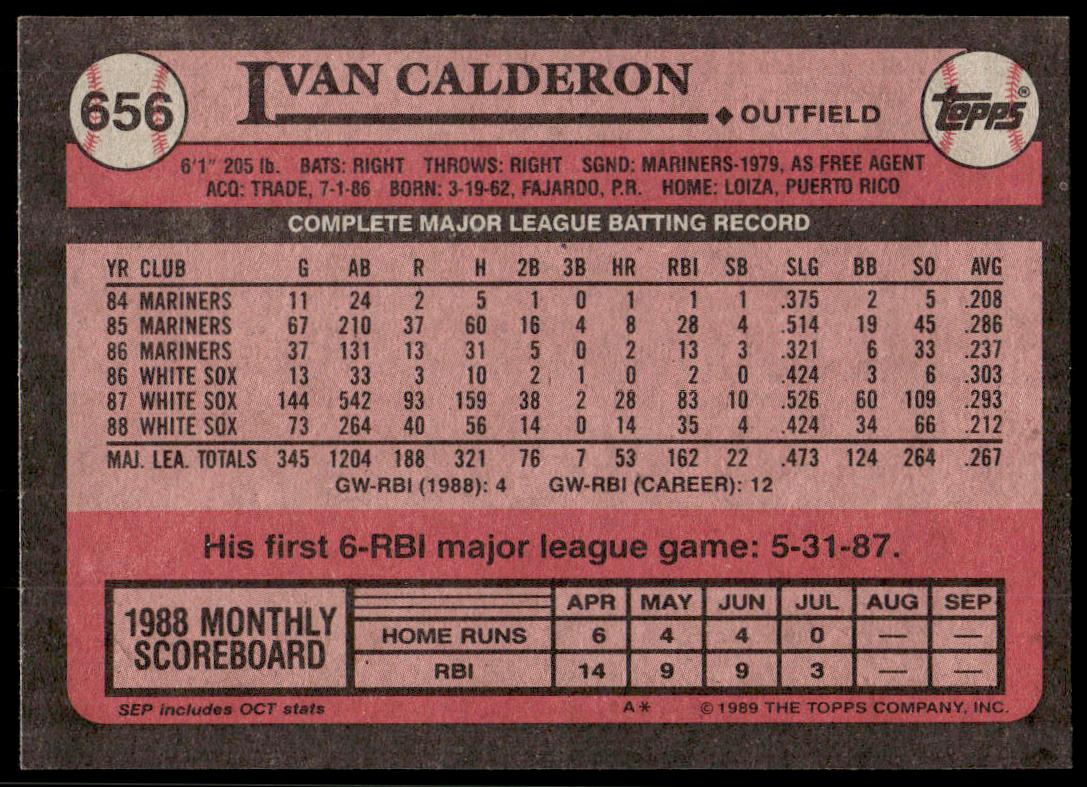 656
IVAN CALDERON
◆ OUTFIELD
TOPPS®
6'1" 205 lb. BATS: RIGHT THROWS: RIGHT SGND: MARINERS-1979, AS FREE AGENT
ACQ: TRADE, 7-1-86 BORN: 3-19-62, FAJARDO, P.R. HOME: LOIZA, PUERTO RICO
COMPLETE MAJOR LEAGUE BATTING RECORD
YR CLUB G AB R H 2B 3B HR RBI SB SLG BB SO AVG
84 MARINERS 11 24 2 5 1 0 1 1 1 .375 2 5 .208
85 MARINERS 67 210 37 60 16 4 8 28 4 .514 19 45 .286
86 MARINERS 37 131 13 31 5 0 2 13 3 .321 6 33 .237
86 WHITE SOX 13 33 3 10 2 1 0 2 0 .424 3 6 .303
87 WHITE SOX 144 542 93 159 38 2 28 83 10 .526 60 109 .293
88 WHITE SOX 73 264 40 56 14 0 14 35 4 .424 34 66 .212
MAJ. LEA. TOTALS 345 1204 188 321 76 7 53 162 22 .473 124 264 .267
GW-RBI (1988): 4 GW-RBI (CAREER): 12
His first 6-RBI major league game: 5-31-87.
1988 MONTHLY
SCOREBOARD
APR MAY JUN JUL AUG SEP
HOME RUNS 6 4 4 0 — —
RBI 14 9 9 3 — —
SEP includes OCT stats A* © 1989 THE TOPPS COMPANY, INC.